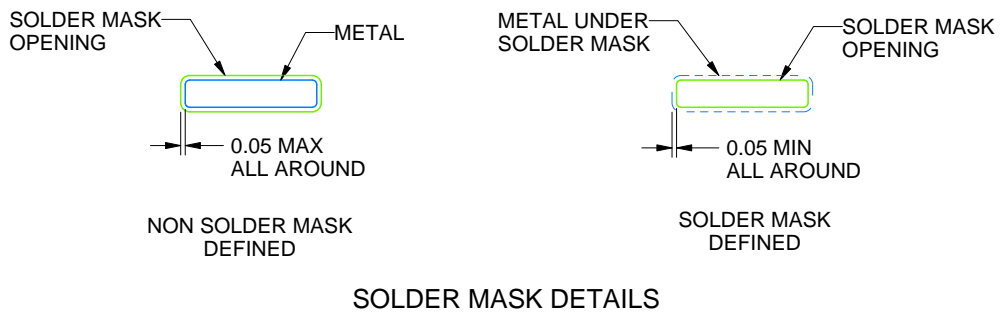 SOLDER MASK
OPENING
METAL
0.05 MAX
ALL AROUND
NON SOLDER MASK
DEFINED
METAL UNDER
SOLDER MASK
SOLDER MASK
OPENING
0.05 MIN
ALL AROUND
SOLDER MASK
DEFINED
SOLDER MASK DETAILS